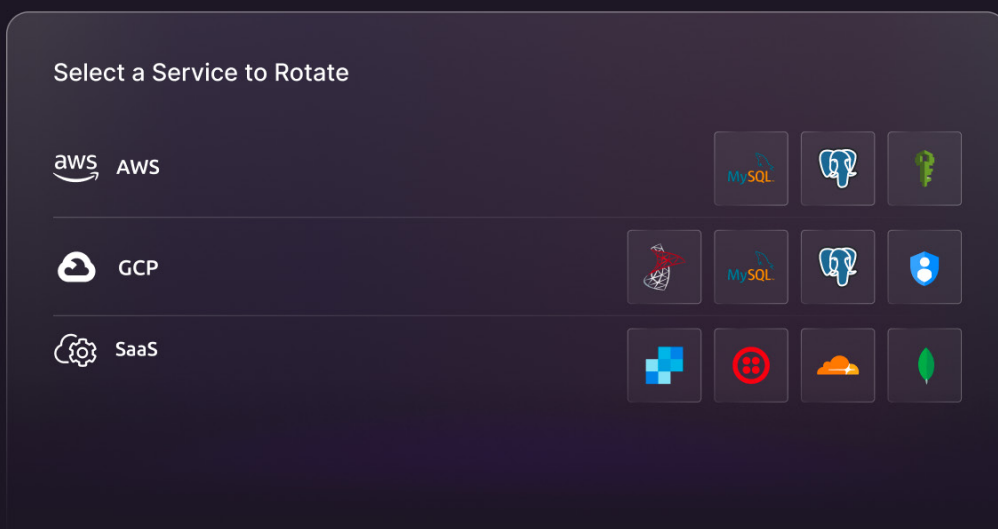 Select a Service to Rotate
aws AWS
MySQL.
GCP
MySQL.
SaaS